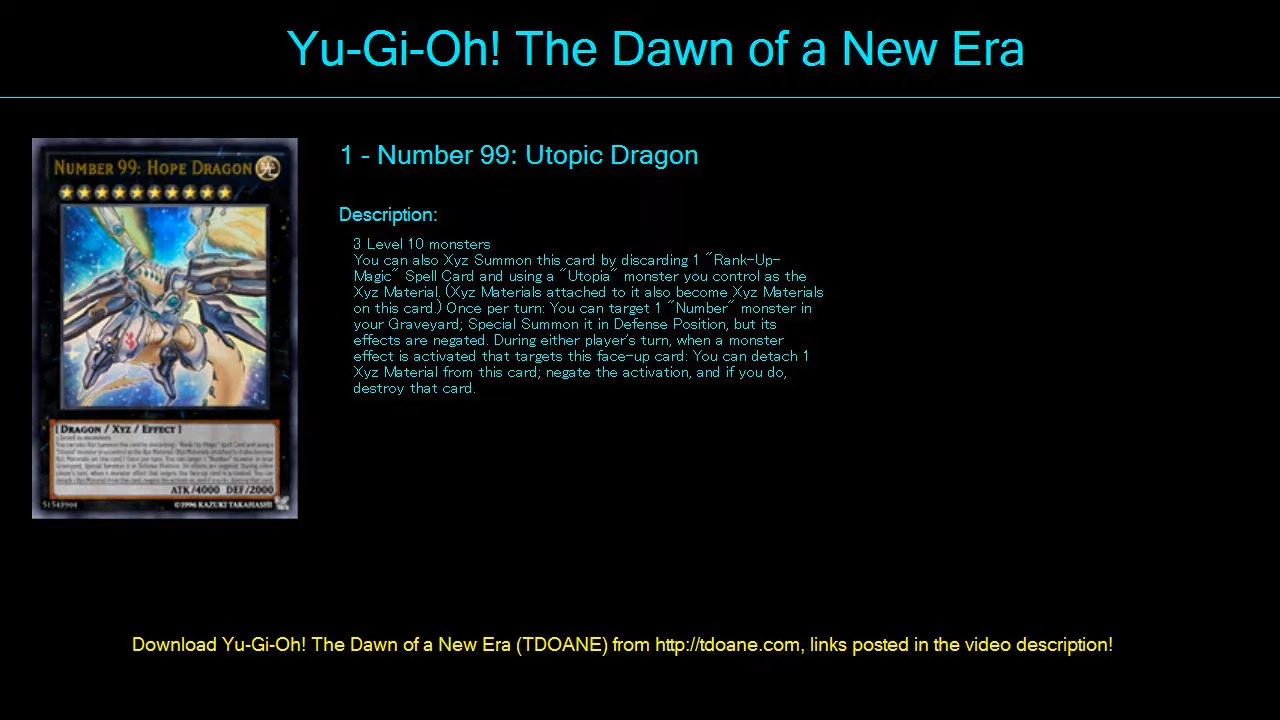 Yu-Gi-Oh! The Dawn of a New Era
1 - Number 99: Utopic Dragon
Description:
3 Level 10 monsters
You can also Xyz Summon this card by discarding 1 "Rank-Up-
Magic" Spell Card and using a "Utopia" monster you control as the
Xyz Material. (Xyz Materials attached to it also become Xyz Materials
on this card.) Once per turn: You can target 1 "Number" monster in
your Graveyard; Special Summon it in Defense Position, but its
effects are negated. During either player's turn, when a monster
effect is activated that targets this face-up card: You can detach 1
Xyz Material from this card; negate the activation, and if you do,
destroy that card.
NUMBER 99: HOPE DRAGON
光
[DRAGON / XYZ / EFFECT]
ATK/4000 DEF/2000
©1996 KAZUKI TAKAHASHI
Download Yu-Gi-Oh! The Dawn of a New Era (TDOANE) from http://tdoane.com, links posted in the video description!